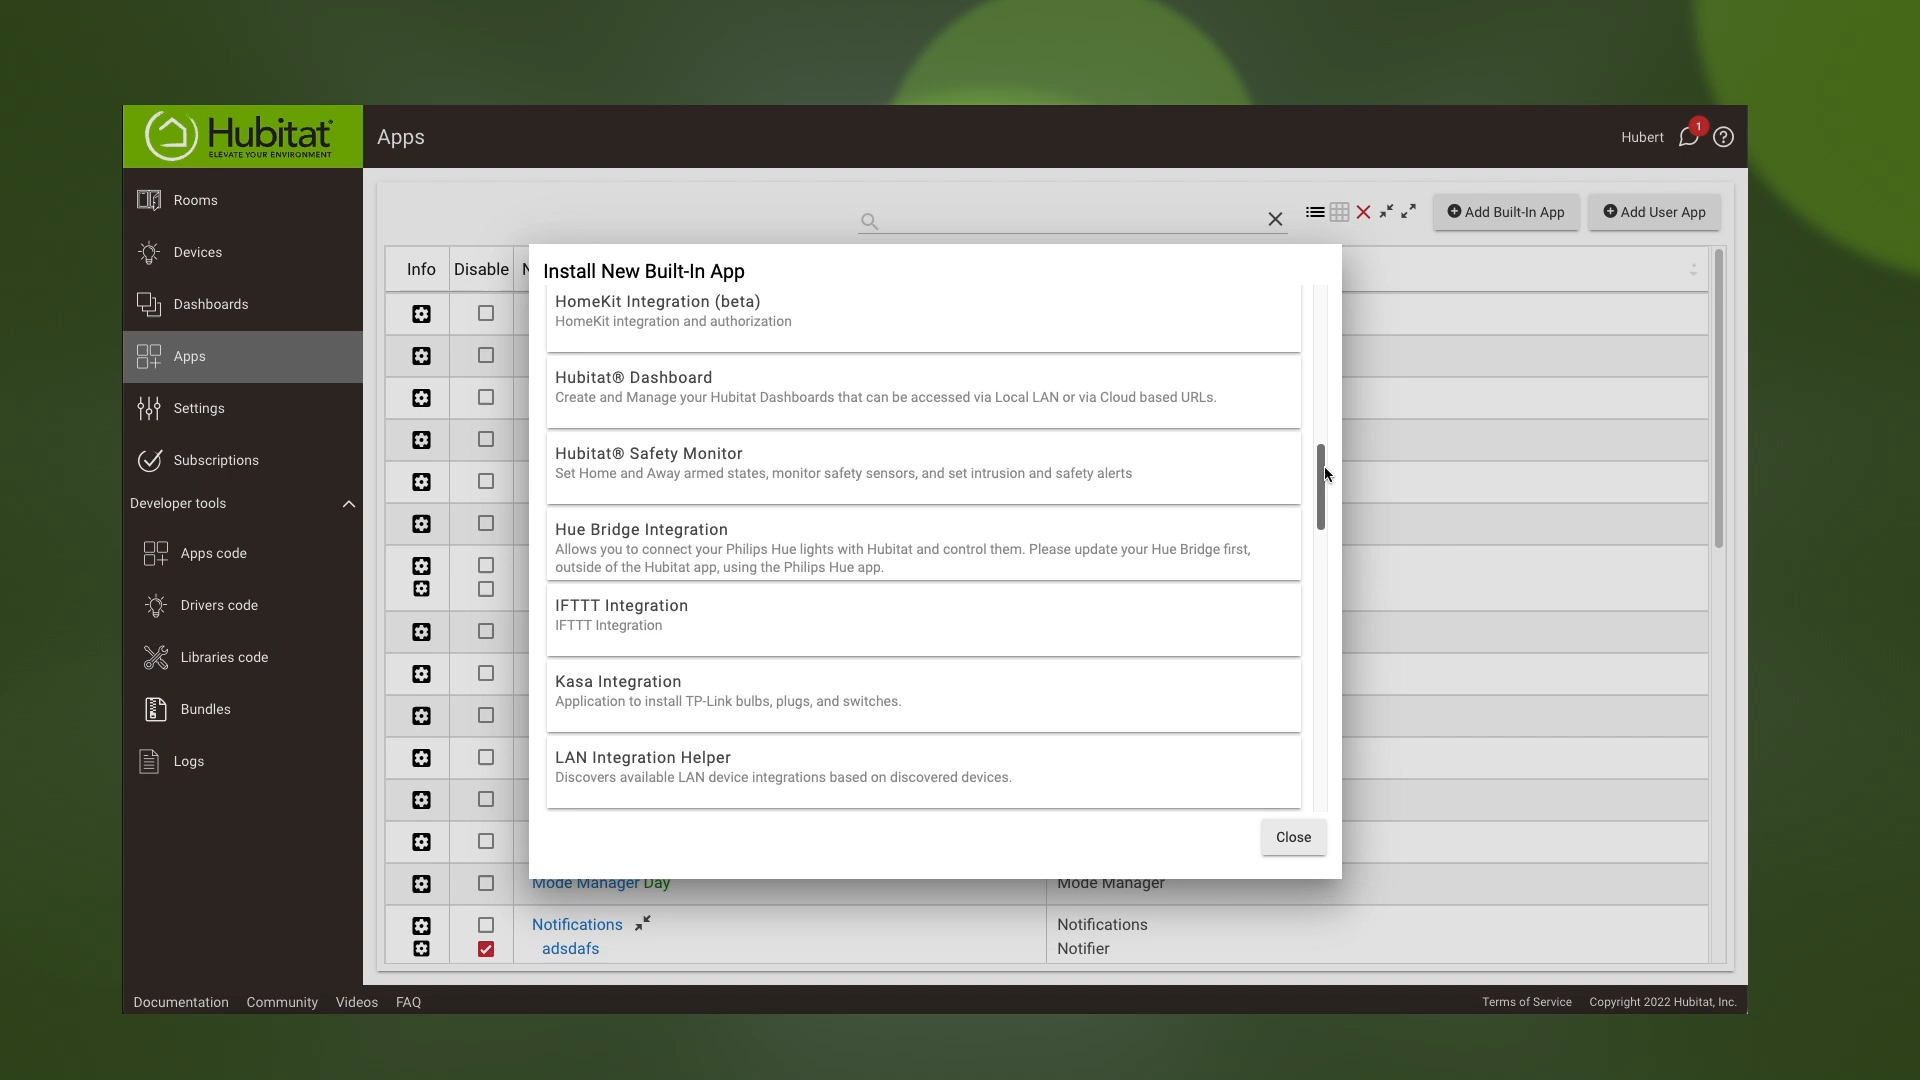 Hubitat
ELEVATE YOUR ENVIRONMENT
Apps
Hubert
1
Rooms
Devices
Dashboards
Apps
Settings
Subscriptions
Developer tools
Apps code
Drivers code
Libraries code
Bundles
Logs
Add Built-In App
Add User App
Info
Disable
N
Install New Built-In App
HomeKit Integration (beta)
HomeKit integration and authorization
Hubitat® Dashboard
Create and Manage your Hubitat Dashboards that can be accessed via Local LAN or via Cloud based URLs.
Hubitat® Safety Monitor
Set Home and Away armed states, monitor safety sensors, and set intrusion and safety alerts
Hue Bridge Integration
Allows you to connect your Philips Hue lights with Hubitat and control them. Please update your Hue Bridge first,
outside of the Hubitat app, using the Philips Hue app.
IFTTT Integration
IFTTT Integration
Kasa Integration
Application to install TP-Link bulbs, plugs, and switches.
LAN Integration Helper
Discovers available LAN device integrations based on discovered devices.
Close
Mode Manager Day
Mode Manager
Notifications
Notifications
adsdafs
Notifier
Documentation
Community
Videos
FAQ
Terms of Service
Copyright 2022 Hubitat, Inc.